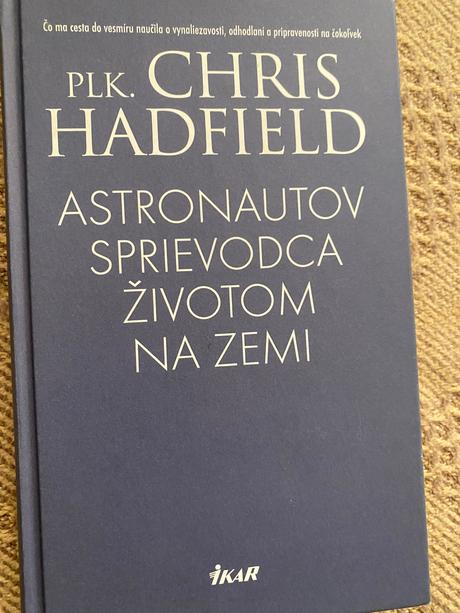 Čo ma cesta do vesmíru naučila o vynaliezavosti, odhodlaní a pripravenosti na čokoľvek
PLK. CHRIS
HADFIELD
ASTRONAUTOV
SPRIEVODCA
ŽIVOTOM
NA ZEMI
IKAR